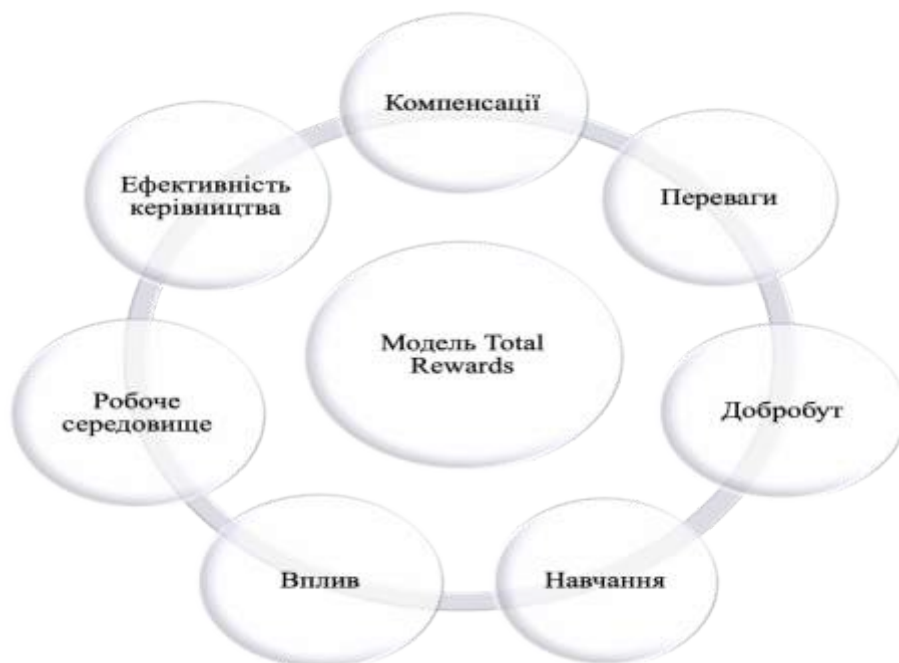 Компенсації
Ефективність
керівництва
Переваги
Модель Total
Rewards
Робоче
середовище
Добробут
Вплив
Навчання